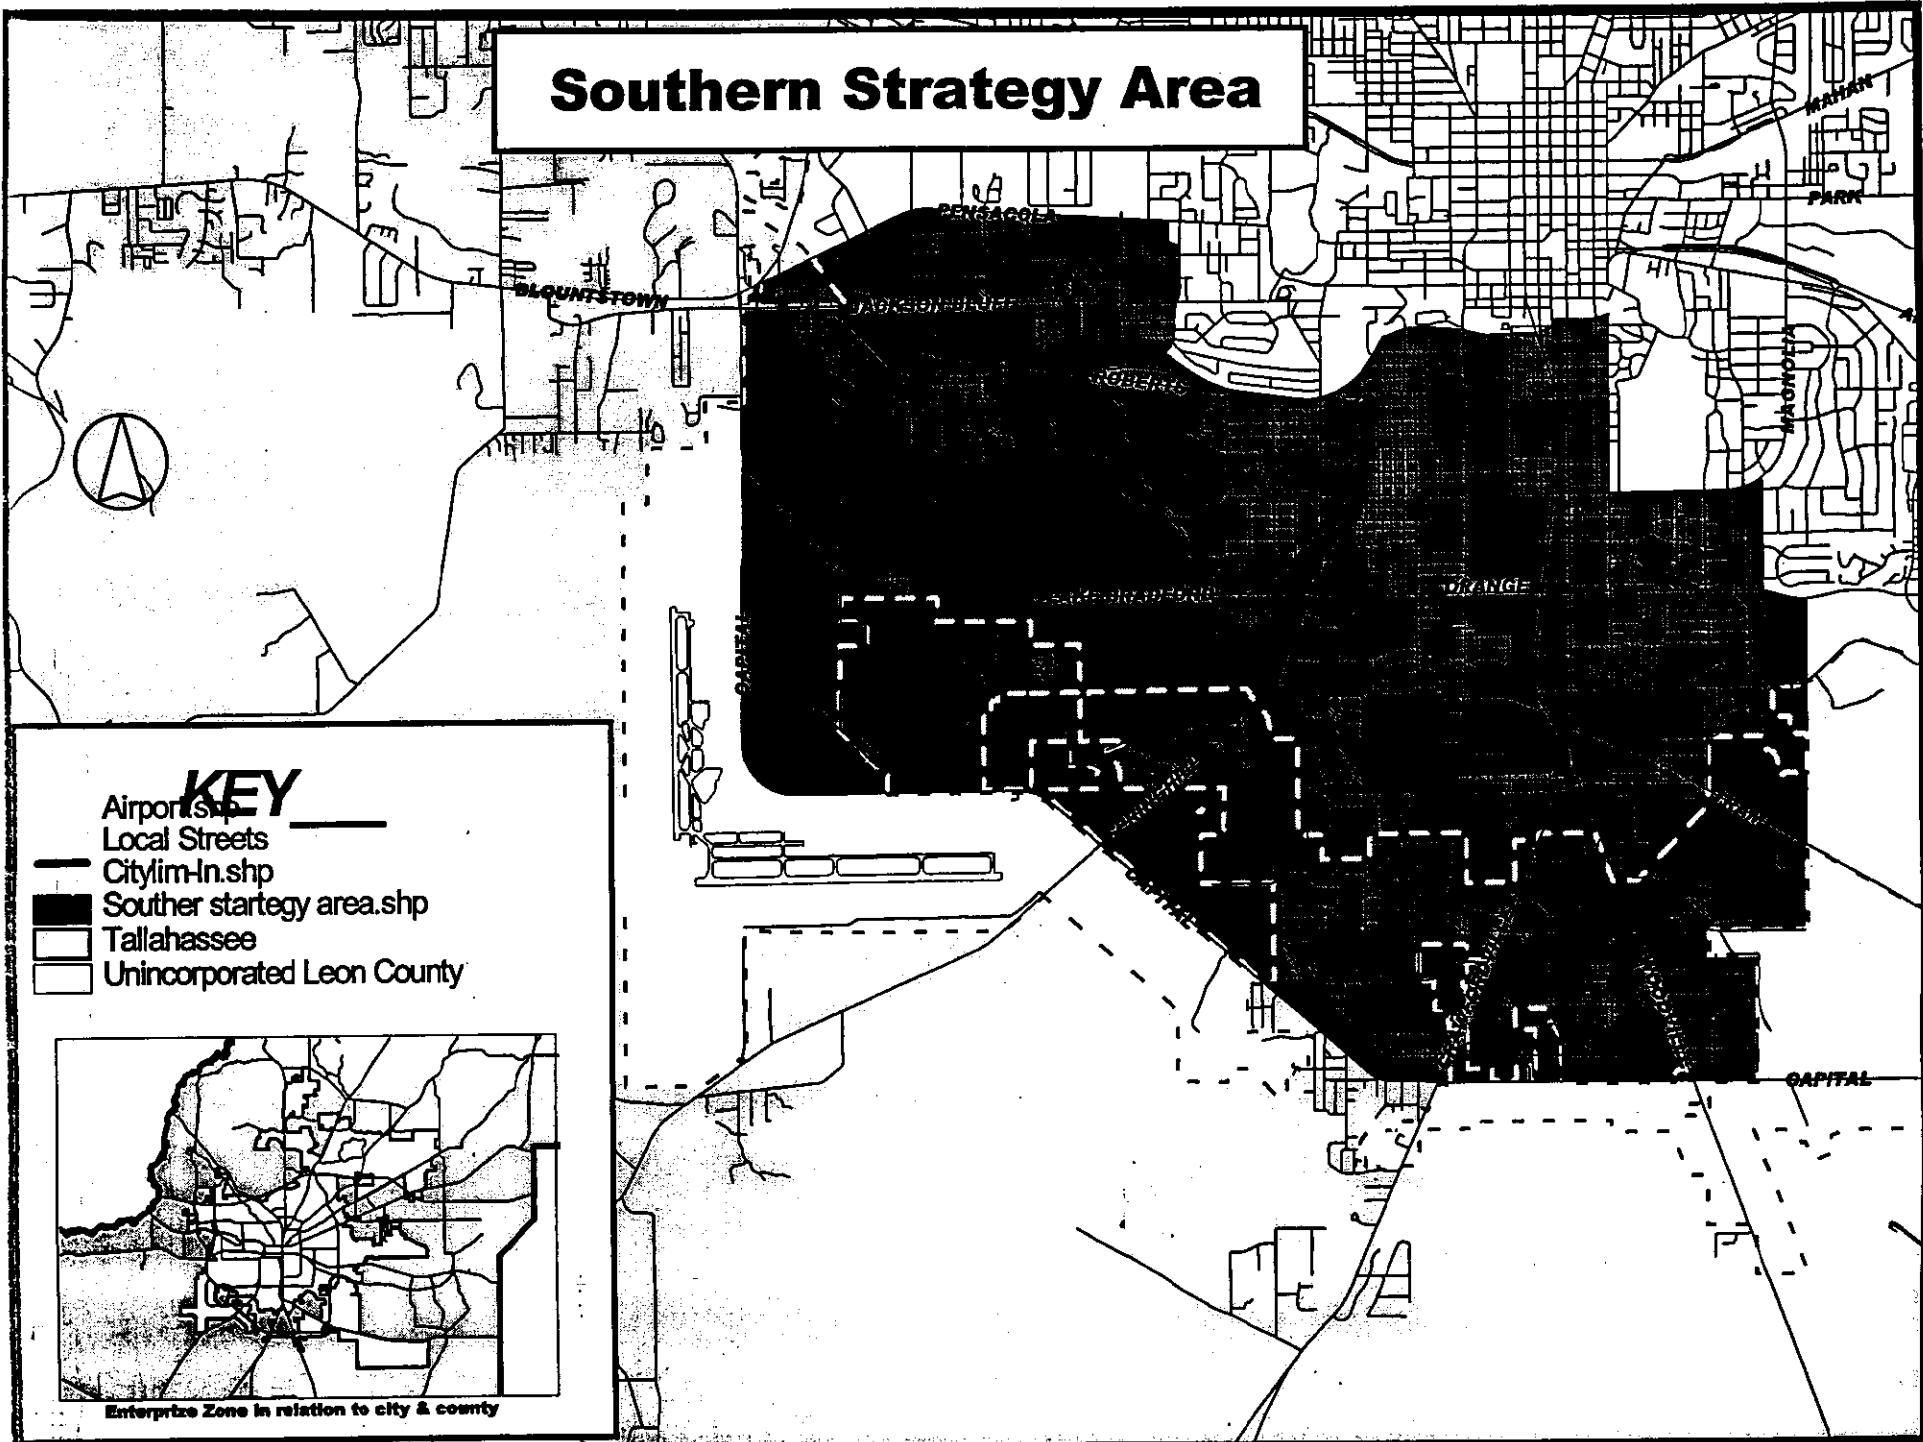 Southern Strategy Area
MAHAN
PARK
PENSACOLA
BLOUNTSTOWN
JACKSON BLUFF
ROBERTS
MAGNOLIA
ORANGE
CAPITAL
CAPITAL
CAPITAL
KEY
Airport.shp
Local Streets
Citylim-ln.shp
Souther startegy area.shp
Tallahassee
Unincorporated Leon County
Enterprize Zone in relation to city & county